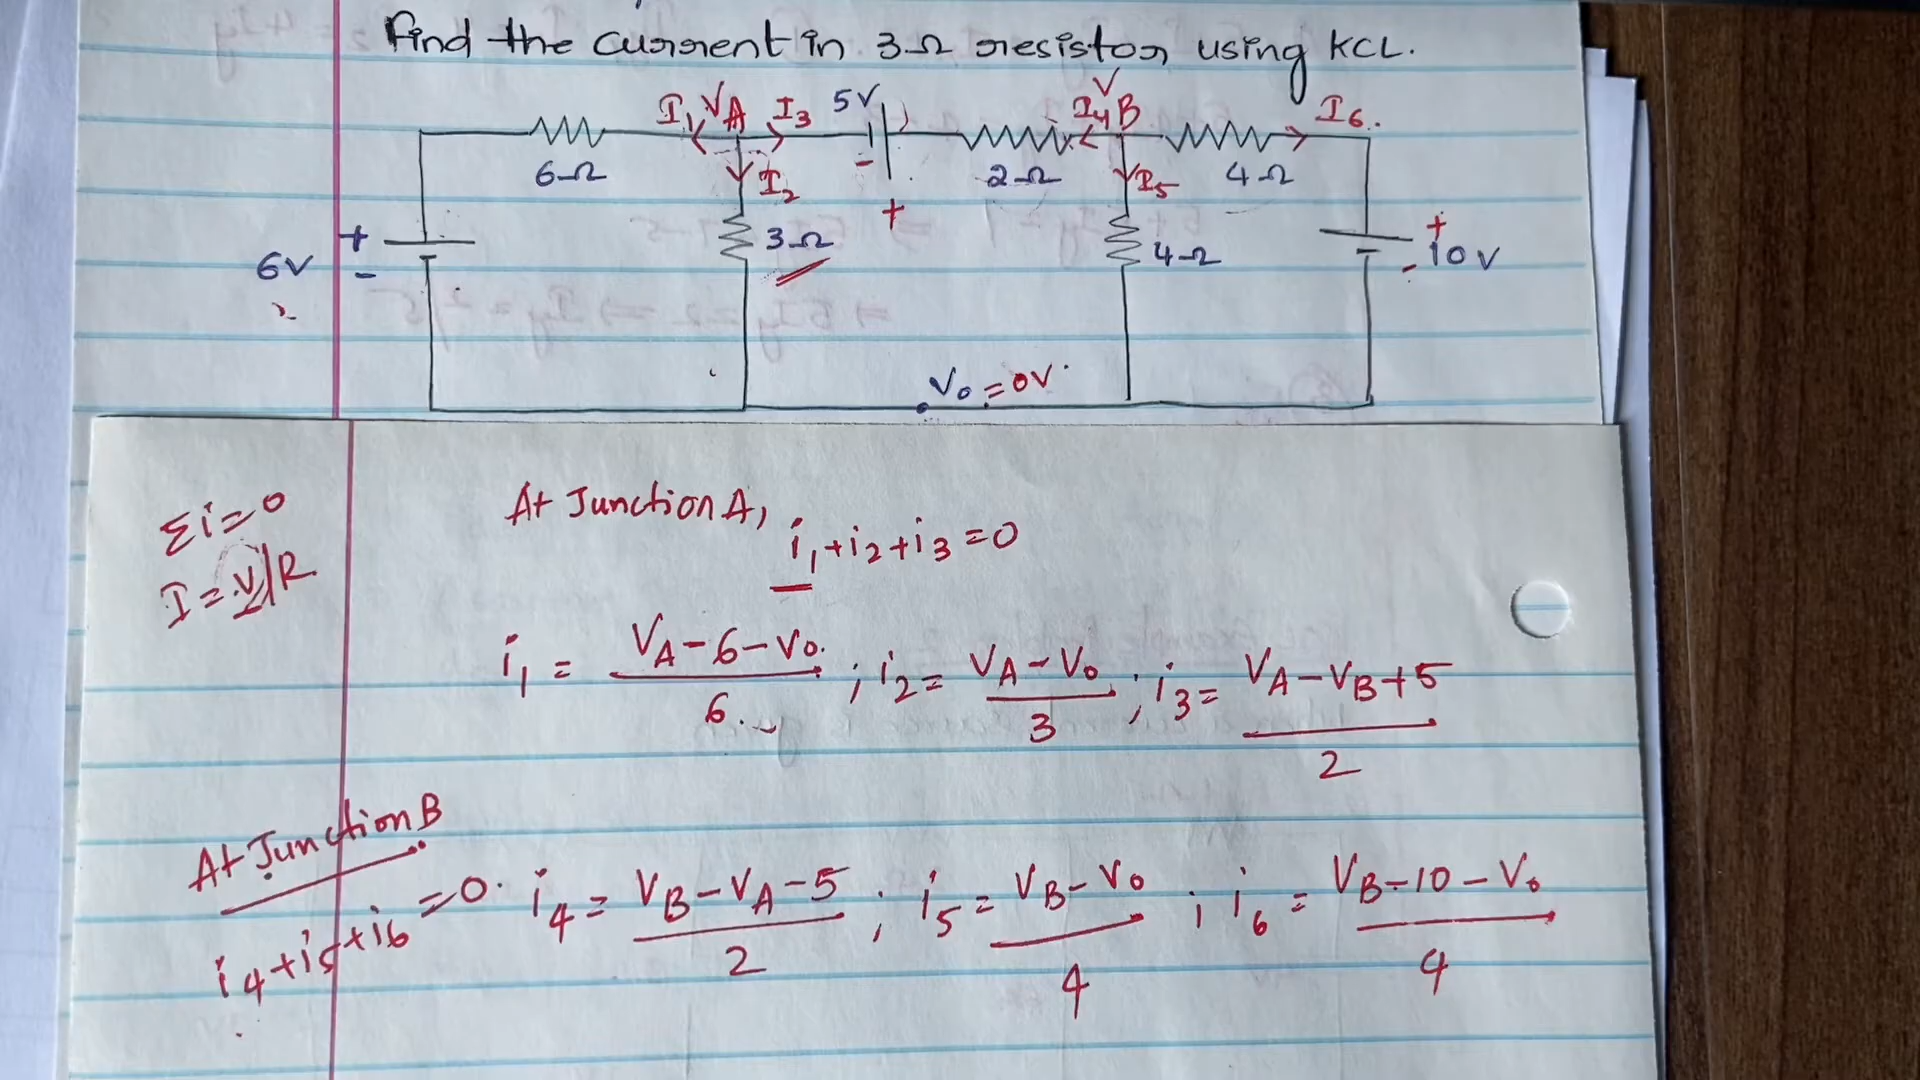 Find the current in 3Ω resistor using KCL.
I₁ VA I₃ 5V I₄ VB I₆.
6Ω - I₂ + 2Ω I₅ 4Ω
6V + - 3Ω 4Ω + - 10V
V₀ = 0V.
Σi=0
I = V/R
At Junction A,
i₁+i₂+i₃=0
i₁ = (VA-6-V₀.)/6. ; i₂= (VA-V₀)/3 ; i₃= (VA-VB+5)/2
At Junction B
i₄+i₅+i₆=0. i₄= (VB-VA-5)/2 ; i₅= (VB-V₀)/4 ; i₆= (VB-10-V₀)/4